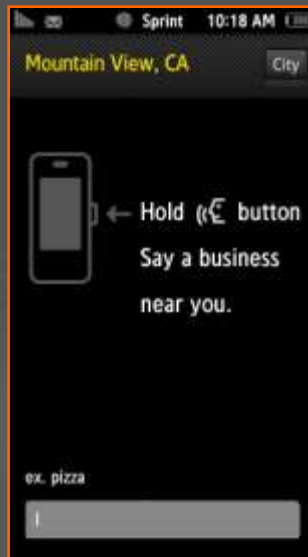 Sprint 10:18 AM
Mountain View, CA City
Hold button
Say a business
near you.
ex. pizza